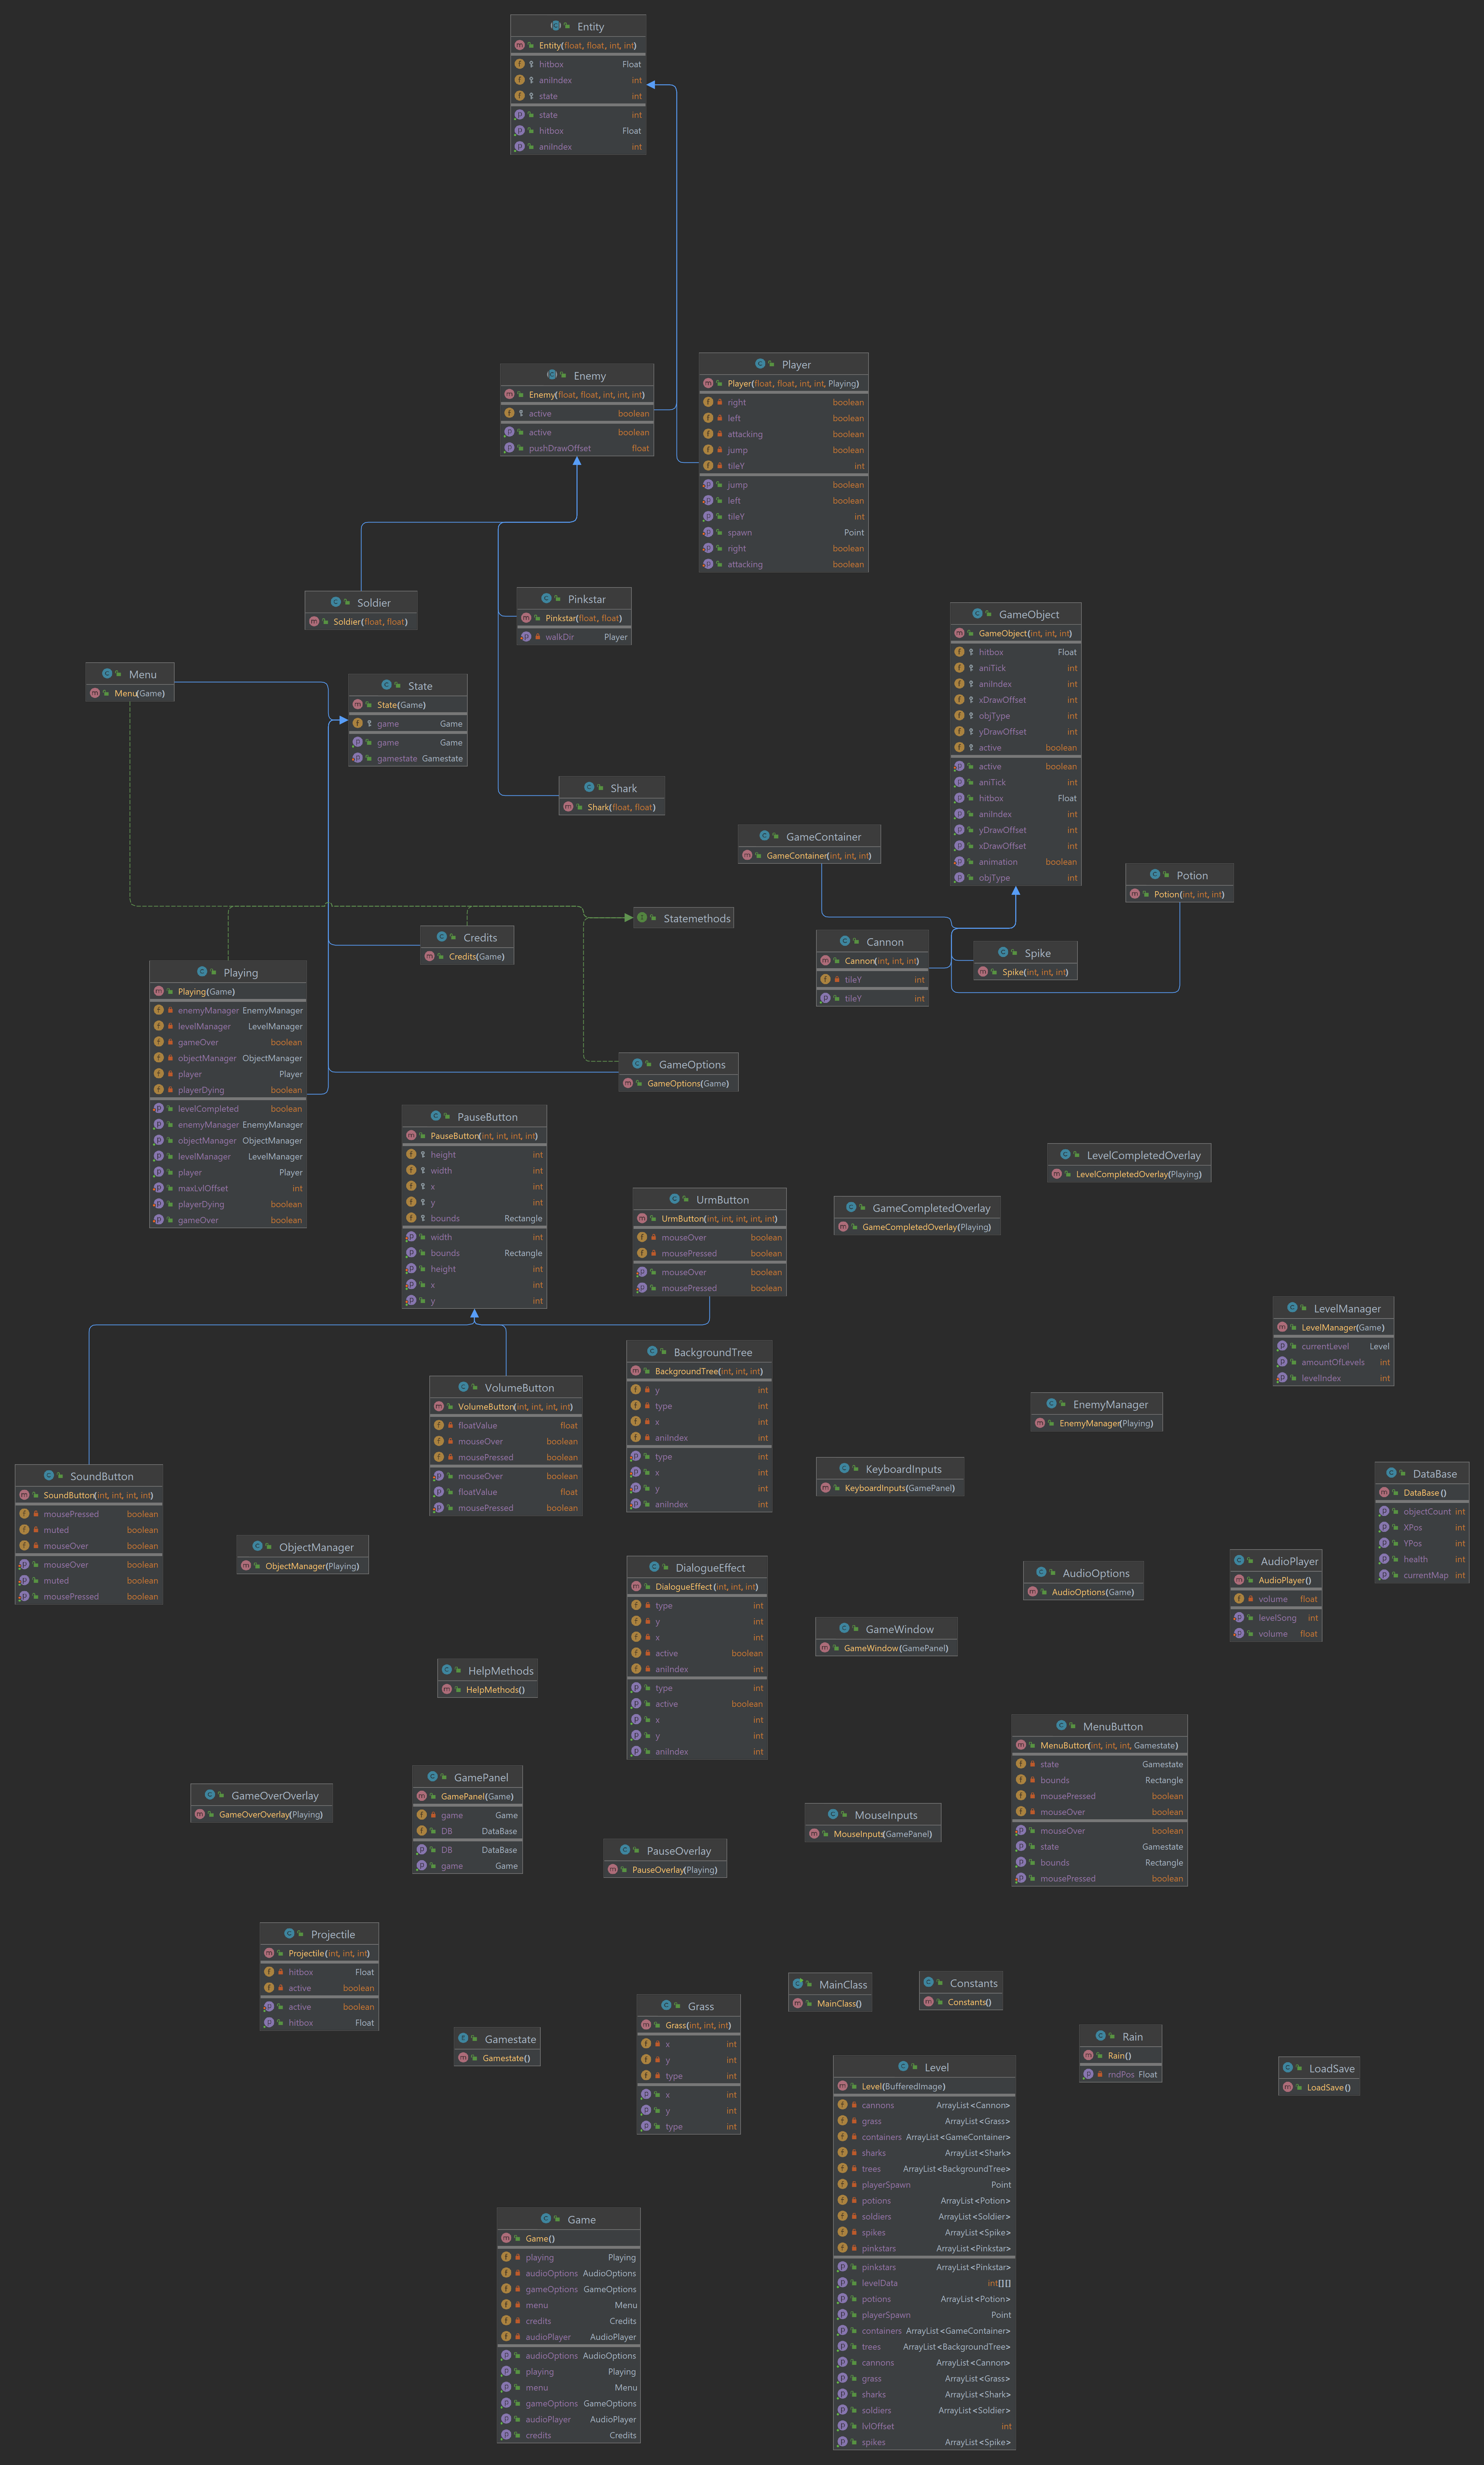 Entity
Entity(float, float, int, int)
hitbox Float
aniIndex int
state int
state int
hitbox Float
aniIndex int
Enemy
Enemy(float, float, int, int, int)
active boolean
active boolean
pushDrawOffset float
Player
Player(float, float, int, int, Playing)
right boolean
left boolean
attacking boolean
jump boolean
tileY int
jump boolean
left boolean
tileY int
spawn Point
right boolean
attacking boolean
Soldier
Soldier(float, float)
Pinkstar
Pinkstar(float, float)
walkDir Player
GameObject
GameObject(int, int, int)
hitbox Float
aniTick int
aniIndex int
xDrawOffset int
objType int
yDrawOffset int
active boolean
active boolean
aniTick int
hitbox Float
aniIndex int
yDrawOffset int
xDrawOffset int
animation boolean
objType int
Menu
Menu(Game)
State
State(Game)
game Game
game Game
gamestate Gamestate
Shark
Shark(float, float)
GameContainer
GameContainer(int, int, int)
Potion
Potion(int, int, int)
Statemethods
Credits
Credits(Game)
Cannon
Cannon(int, int, int)
tileY int
tileY int
Spike
Spike(int, int, int)
Playing
Playing(Game)
enemyManager EnemyManager
levelManager LevelManager
gameOver boolean
objectManager ObjectManager
player Player
playerDying boolean
levelCompleted boolean
enemyManager EnemyManager
objectManager ObjectManager
levelManager LevelManager
player Player
maxLvlOffset int
playerDying boolean
gameOver boolean
GameOptions
GameOptions(Game)
PauseButton
PauseButton(int, int, int, int)
height int
width int
x int
y int
bounds Rectangle
width int
bounds Rectangle
height int
x int
y int
LevelCompletedOverlay
LevelCompletedOverlay(Playing)
UrmButton
UrmButton(int, int, int, int, int)
mouseOver boolean
mousePressed boolean
mouseOver boolean
mousePressed boolean
GameCompletedOverlay
GameCompletedOverlay(Playing)
LevelManager
LevelManager(Game)
currentLevel Level
amountOfLevels int
levelIndex int
BackgroundTree
BackgroundTree(int, int, int)
y int
type int
x int
aniIndex int
type int
x int
y int
aniIndex int
VolumeButton
VolumeButton(int, int, int, int)
floatValue float
mouseOver boolean
mousePressed boolean
mouseOver boolean
floatValue float
mousePressed boolean
EnemyManager
EnemyManager(Playing)
SoundButton
SoundButton(int, int, int, int)
mousePressed boolean
muted boolean
mouseOver boolean
mouseOver boolean
muted boolean
mousePressed boolean
KeyboardInputs
KeyboardInputs(GamePanel)
DataBase
DataBase()
objectCount int
XPos int
YPos int
health int
currentMap int
ObjectManager
ObjectManager(Playing)
DialogueEffect
DialogueEffect(int, int, int)
type int
y int
x int
active boolean
aniIndex int
type int
active boolean
x int
y int
aniIndex int
AudioOptions
AudioOptions(Game)
AudioPlayer
AudioPlayer()
volume float
levelSong int
volume float
GameWindow
GameWindow(GamePanel)
HelpMethods
HelpMethods()
MenuButton
MenuButton(int, int, int, Gamestate)
state Gamestate
bounds Rectangle
mousePressed boolean
mouseOver boolean
mouseOver boolean
state Gamestate
bounds Rectangle
mousePressed boolean
GameOverOverlay
GameOverOverlay(Playing)
GamePanel
GamePanel(Game)
game Game
DB DataBase
DB DataBase
game Game
MouseInputs
MouseInputs(GamePanel)
PauseOverlay
PauseOverlay(Playing)
Projectile
Projectile(int, int, int)
hitbox Float
active boolean
active boolean
hitbox Float
MainClass
MainClass()
Constants
Constants()
Grass
Grass(int, int, int)
x int
y int
type int
x int
y int
type int
Gamestate
Gamestate()
Rain
Rain()
rndPos Float
LoadSave
LoadSave()
Level
Level(BufferedImage)
cannons ArrayList<Cannon>
grass ArrayList<Grass>
containers ArrayList<GameContainer>
sharks ArrayList<Shark>
trees ArrayList<BackgroundTree>
playerSpawn Point
potions ArrayList<Potion>
soldiers ArrayList<Soldier>
spikes ArrayList<Spike>
pinkstars ArrayList<Pinkstar>
pinkstars ArrayList<Pinkstar>
levelData int[][]
potions ArrayList<Potion>
playerSpawn Point
containers ArrayList<GameContainer>
trees ArrayList<BackgroundTree>
cannons ArrayList<Cannon>
grass ArrayList<Grass>
sharks ArrayList<Shark>
soldiers ArrayList<Soldier>
lvlOffset int
spikes ArrayList<Spike>
Game
Game()
playing Playing
audioOptions AudioOptions
gameOptions GameOptions
menu Menu
credits Credits
audioPlayer AudioPlayer
audioOptions AudioOptions
playing Playing
menu Menu
gameOptions GameOptions
audioPlayer AudioPlayer
credits Credits